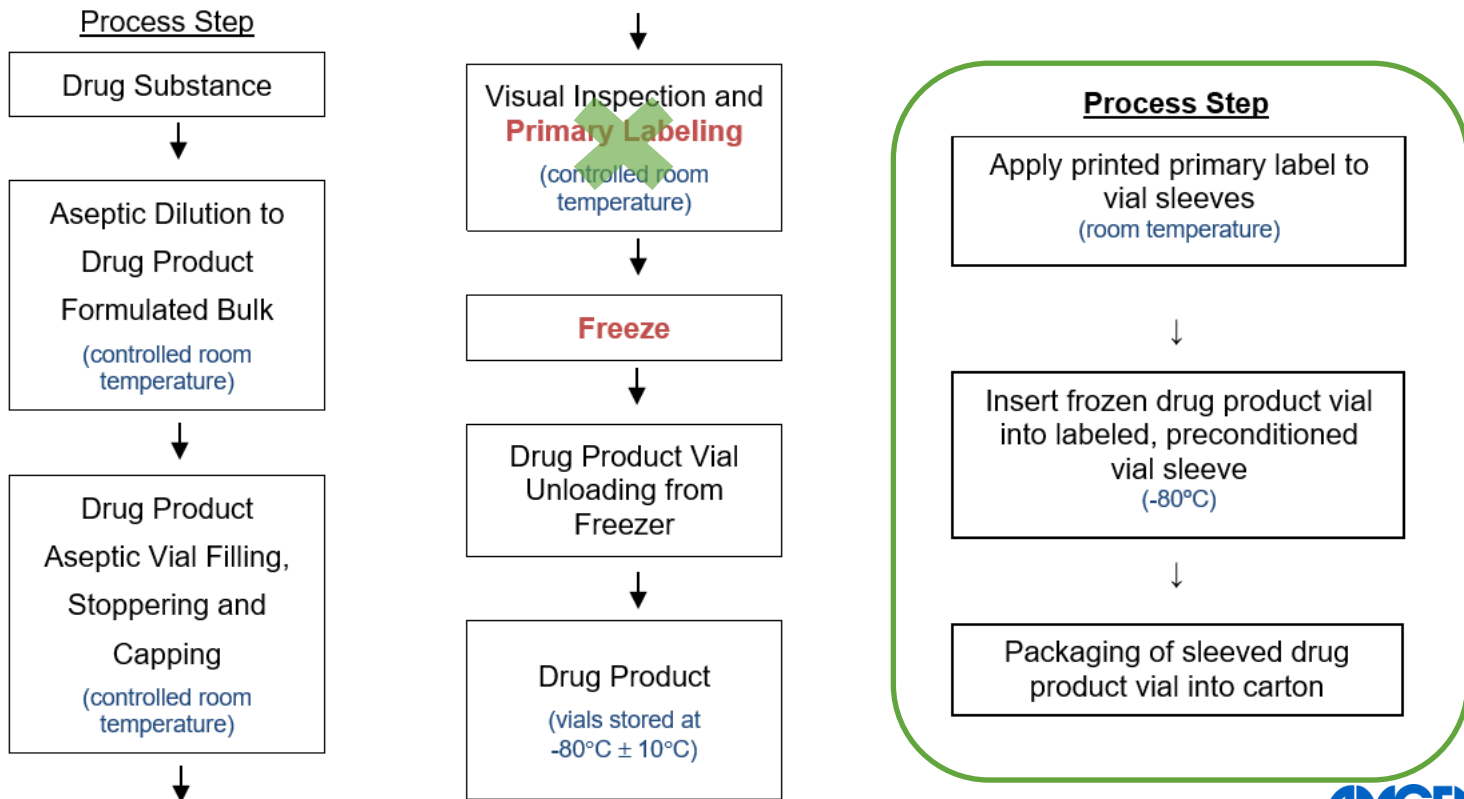 Process Step
Drug Substance
Aseptic Dilution to
Drug Product
Formulated Bulk
(controlled room
temperature)
Drug Product
Aseptic Vial Filling,
Stoppering and
Capping
(controlled room
temperature)
Visual Inspection and
Primary Labeling
(controlled room
temperature)
Freeze
Drug Product Vial
Unloading from
Freezer
Drug Product
(vials stored at
-80°C ± 10°C)
Process Step
Apply printed primary label to
vial sleeves
(room temperature)
↓
Insert frozen drug product vial
into labeled, preconditioned
vial sleeve
(-80ºC)
↓
Packaging of sleeved drug
product vial into carton